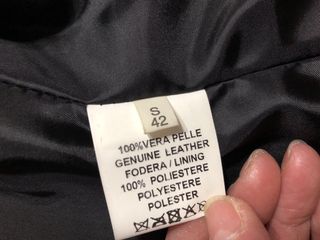 S
42
100%VERA PELLE
GENUINE LEATHER
FODERA / LINING
100% POLIESTERE
POLYESTERE
POLESTER